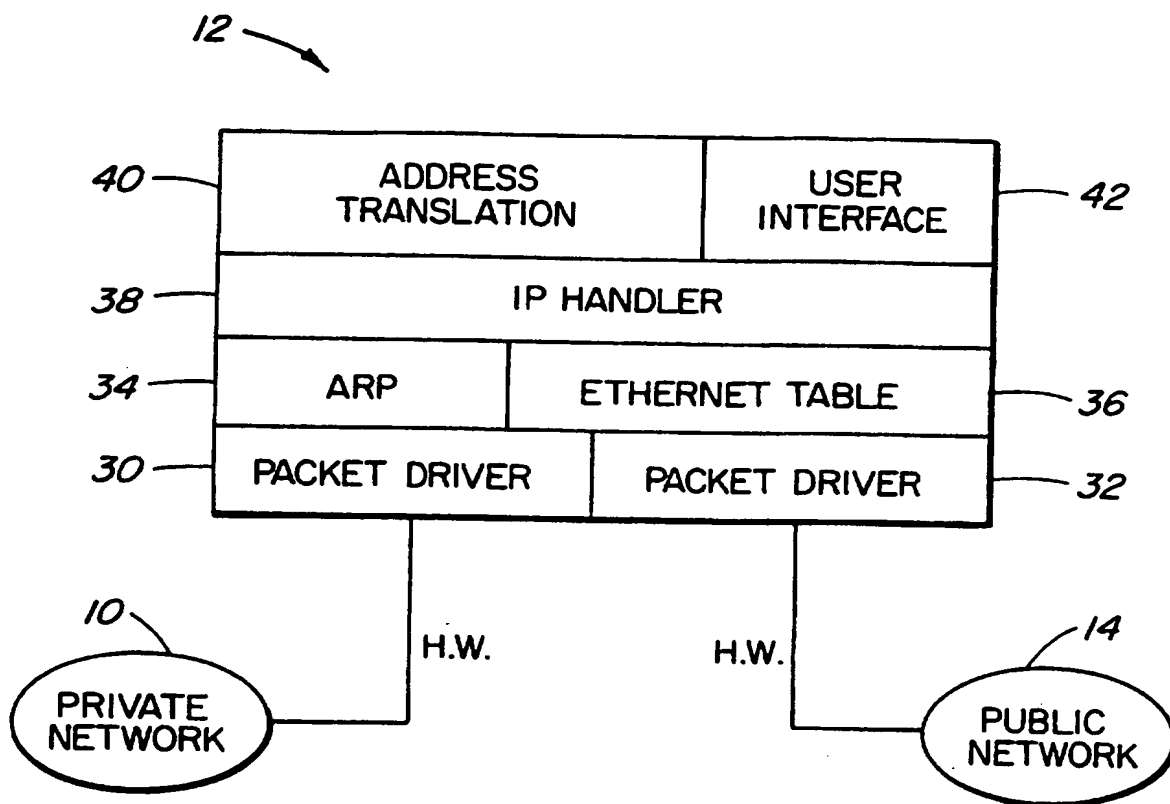 12
40
ADDRESS
TRANSLATION
USER
INTERFACE
42
38
IP HANDLER
34
ARP
ETHERNET TABLE
36
30
PACKET DRIVER
PACKET DRIVER
32
10
H.W.
H.W.
14
PRIVATE
NETWORK
PUBLIC
NETWORK